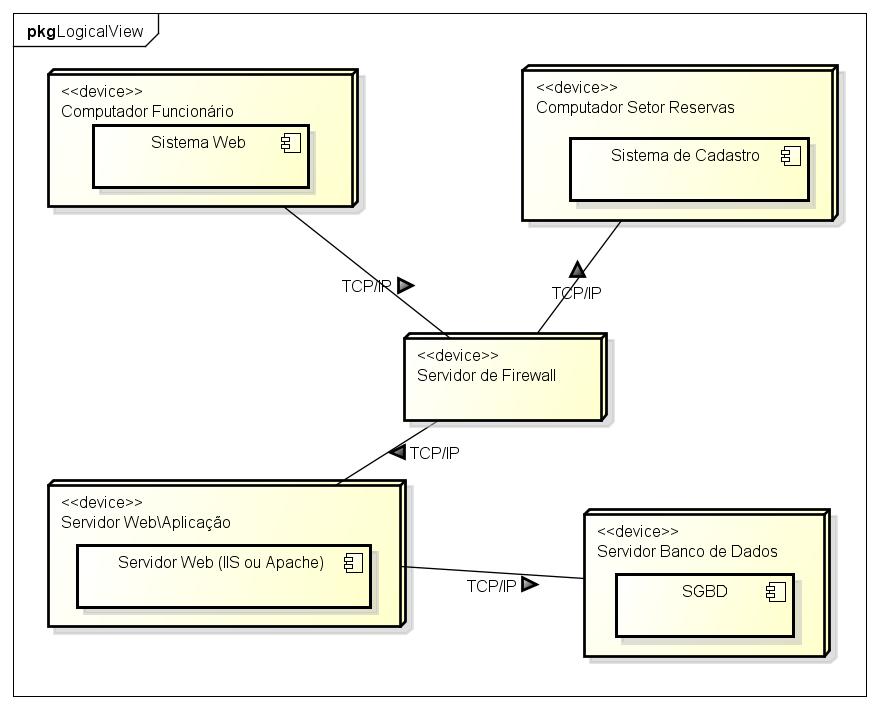 pkgLogicalView
<<device>>
Computador Funcionário
Sistema Web
<<device>>
Computador Setor Reservas
Sistema de Cadastro
TCP/IP
TCP/IP
<<device>>
Servidor de Firewall
TCP/IP
<<device>>
Servidor Web\Aplicação
Servidor Web (IIS ou Apache)
TCP/IP
<<device>>
Servidor Banco de Dados
SGBD